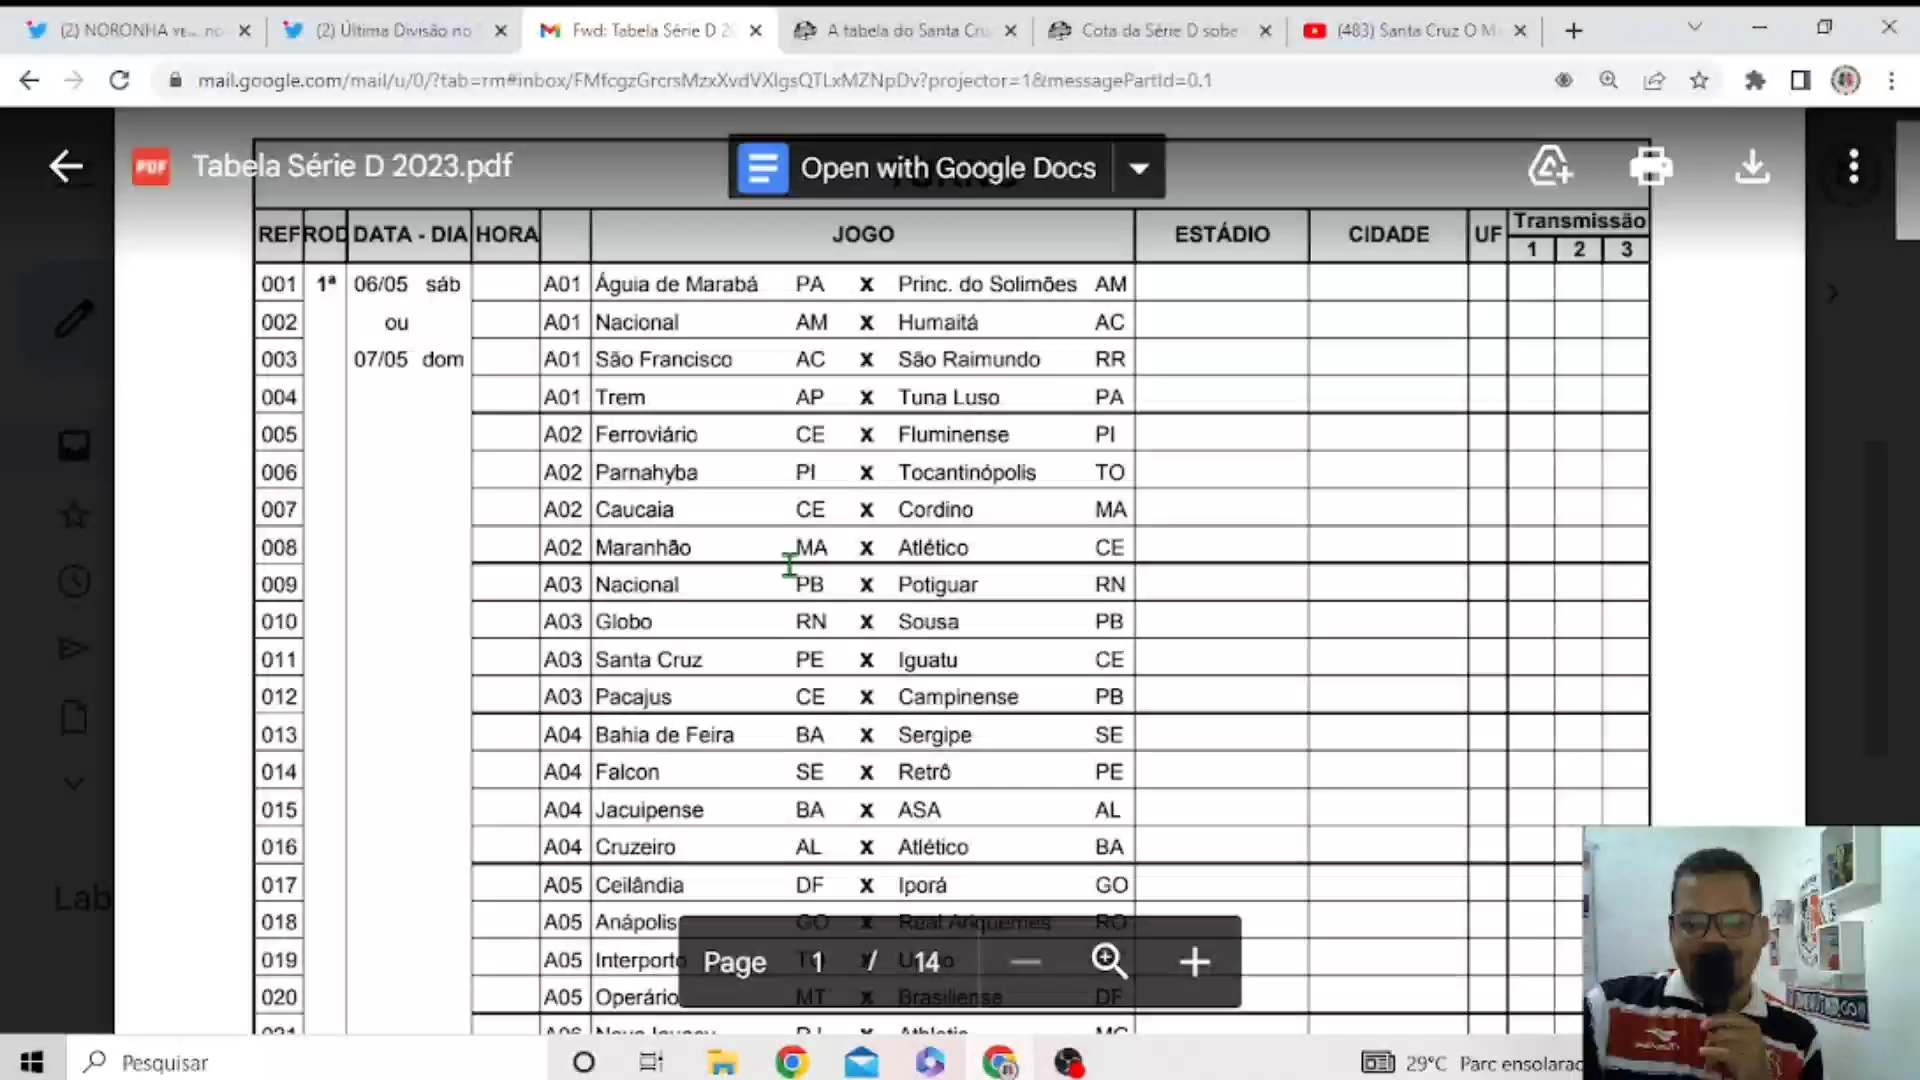 (2) NORONHA ve... no
(2) Última Divisão no
Fwd: Tabela Série D 2
A tabela do Santa Cru
Cota da Série D sobe
(483) Santa Cruz O M
mail.google.com/mail/u/0/?tab=rm#inbox/FMfcgzGrcrsMzxXvdVXlgsQTLxMZNpDv?projector=1&messagePartId=0.1
PDF Tabela Série D 2023.pdf
Open with Google Docs
REF ROD DATA - DIA HORA JOGO ESTÁDIO CIDADE UF Transmissão
1 2 3
001 1ª 06/05 sáb A01 Águia de Marabá PA X Princ. do Solimões AM
002 ou A01 Nacional AM X Humaitá AC
003 07/05 dom A01 São Francisco AC X São Raimundo RR
004 A01 Trem AP X Tuna Luso PA
005 A02 Ferroviário CE X Fluminense PI
006 A02 Parnahyba PI X Tocantinópolis TO
007 A02 Caucaia CE X Cordino MA
008 A02 Maranhão MA X Atlético CE
009 A03 Nacional PB X Potiguar RN
010 A03 Globo RN X Sousa PB
011 A03 Santa Cruz PE X Iguatu CE
012 A03 Pacajus CE X Campinense PB
013 A04 Bahia de Feira BA X Sergipe SE
014 A04 Falcon SE X Retrô PE
015 A04 Jacuipense BA X ASA AL
016 A04 Cruzeiro AL X Atlético BA
017 A05 Ceilândia DF X Iporá GO
018 A05 Anápolis GO X Real Ariquemes RO
019 A05 Interporto TO X
020 A05 Operário MT X Brasiliense DF
Lab
Page 1 / 14
Pesquisar
29°C Parc ensolarad